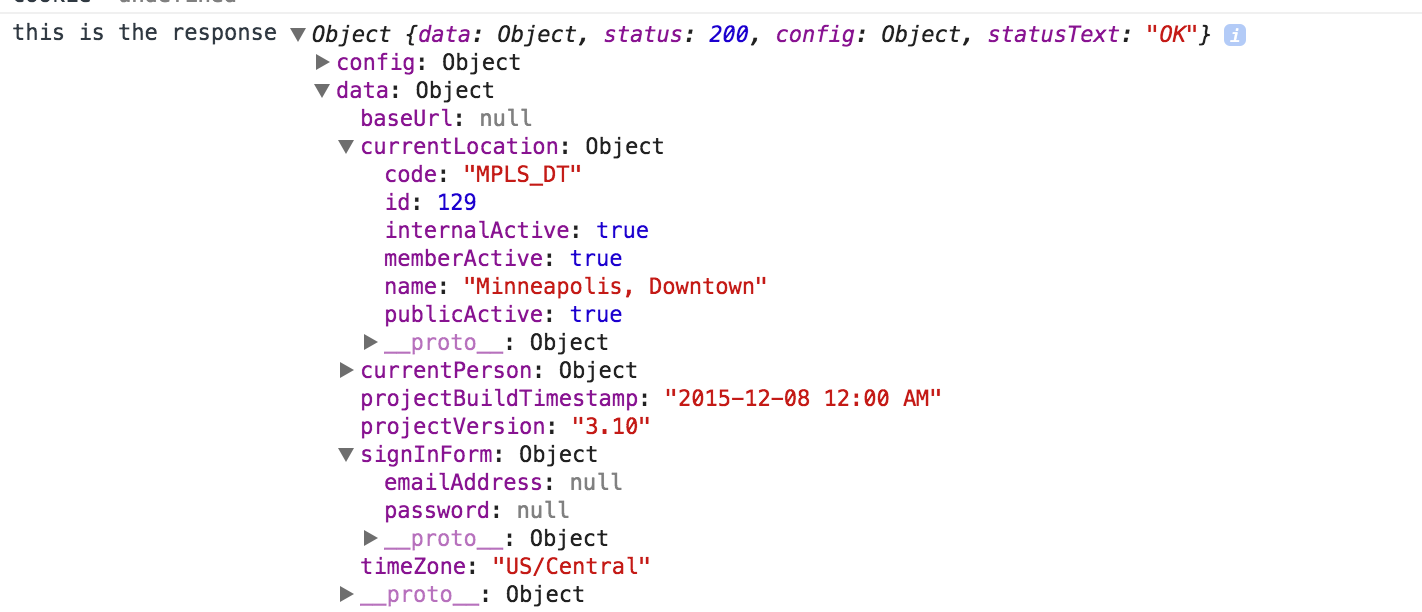 this is the response ▼Object {data: Object, status: 200, config: Object, statusText: "OK"} i
▶config: Object
▼data: Object
baseUrl: null
▼currentLocation: Object
code: "MPLS_DT"
id: 129
internalActive: true
memberActive: true
name: "Minneapolis, Downtown"
publicActive: true
▶__proto__: Object
▶currentPerson: Object
projectBuildTimestamp: "2015-12-08 12:00 AM"
projectVersion: "3.10"
▼signInForm: Object
emailAddress: null
password: null
▶__proto__: Object
timeZone: "US/Central"
▶__proto__: Object